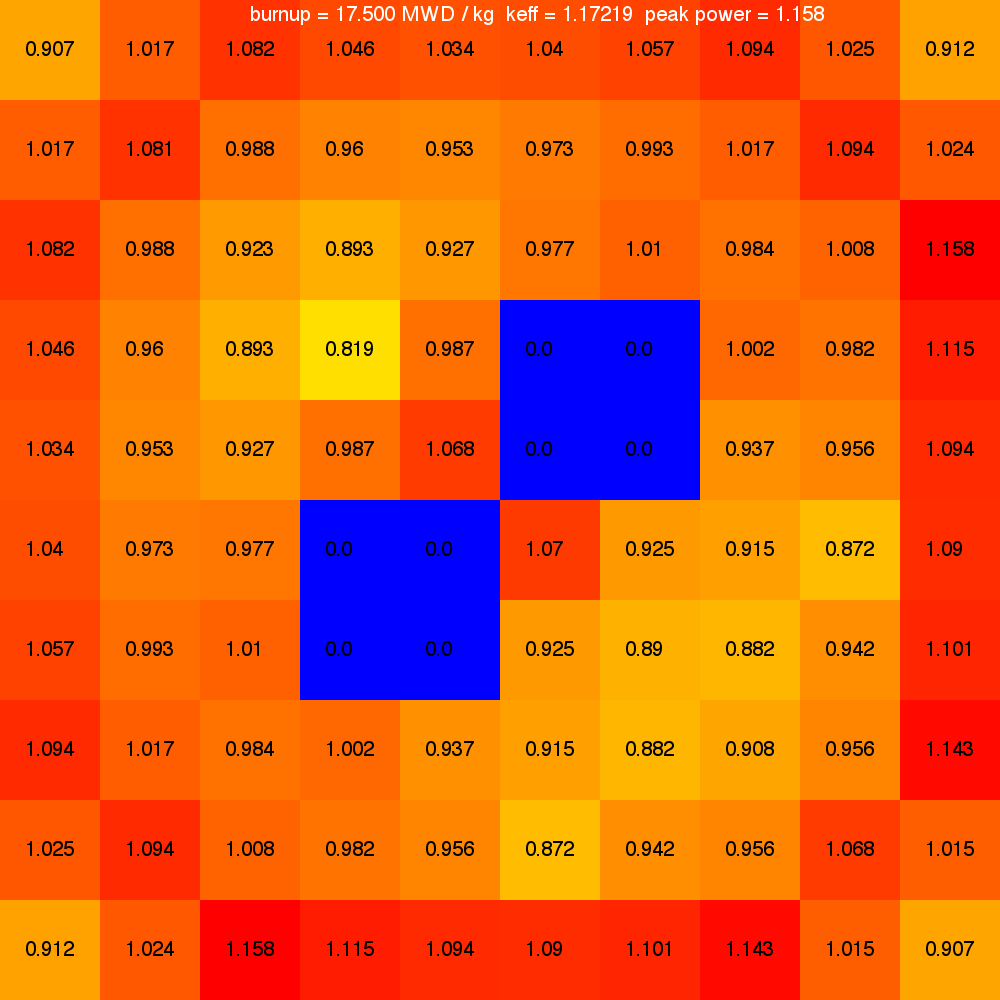 burnup = 17.500 MWD / kg keff = 1.17219 peak power = 1.158
0.907 1.017 1.082 1.046 1.034 1.04 1.057 1.094 1.025 0.912
1.017 1.081 0.988 0.96 0.953 0.973 0.993 1.017 1.094 1.024
1.082 0.988 0.923 0.893 0.927 0.977 1.01 0.984 1.008 1.158
1.046 0.96 0.893 0.819 0.987 0.0 0.0 1.002 0.982 1.115
1.034 0.953 0.927 0.987 1.068 0.0 0.0 0.937 0.956 1.094
1.04 0.973 0.977 0.0 0.0 1.07 0.925 0.915 0.872 1.09
1.057 0.993 1.01 0.0 0.0 0.925 0.89 0.882 0.942 1.101
1.094 1.017 0.984 1.002 0.937 0.915 0.882 0.908 0.956 1.143
1.025 1.094 1.008 0.982 0.956 0.872 0.942 0.956 1.068 1.015
0.912 1.024 1.158 1.115 1.094 1.09 1.101 1.143 1.015 0.907